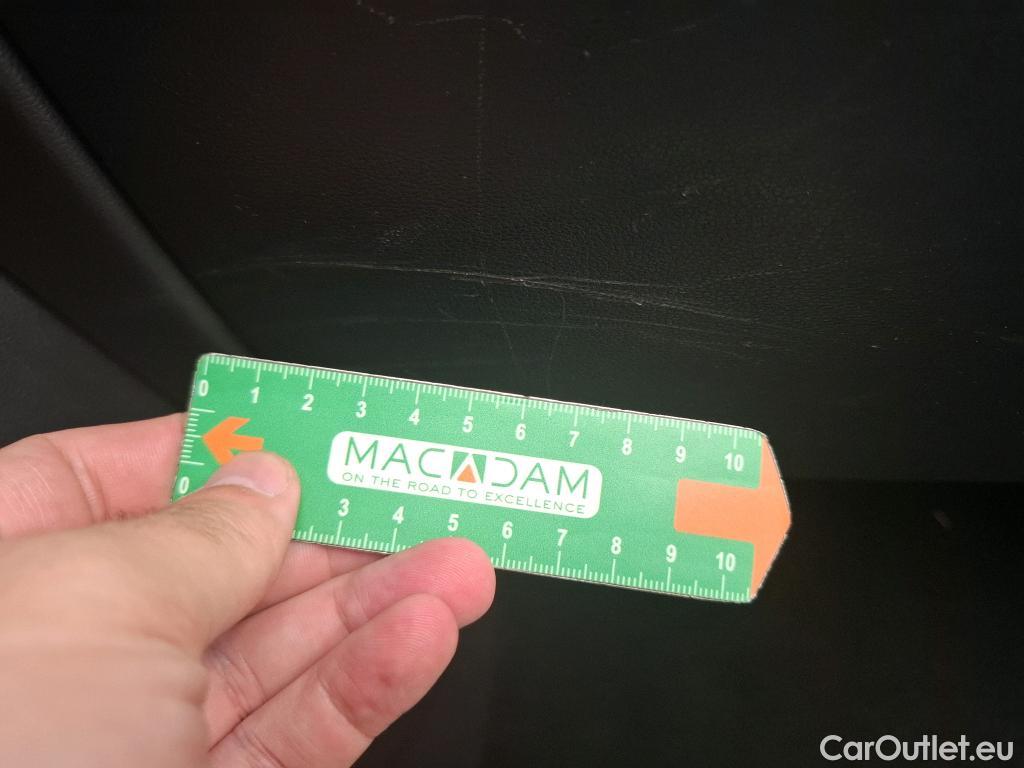 0 1 2 3 4 5 6 7 8 9 10
MACADAM
ON THE ROAD TO EXCELLENCE
0 3 4 5 6 7 8 9 10
CarOutlet.eu